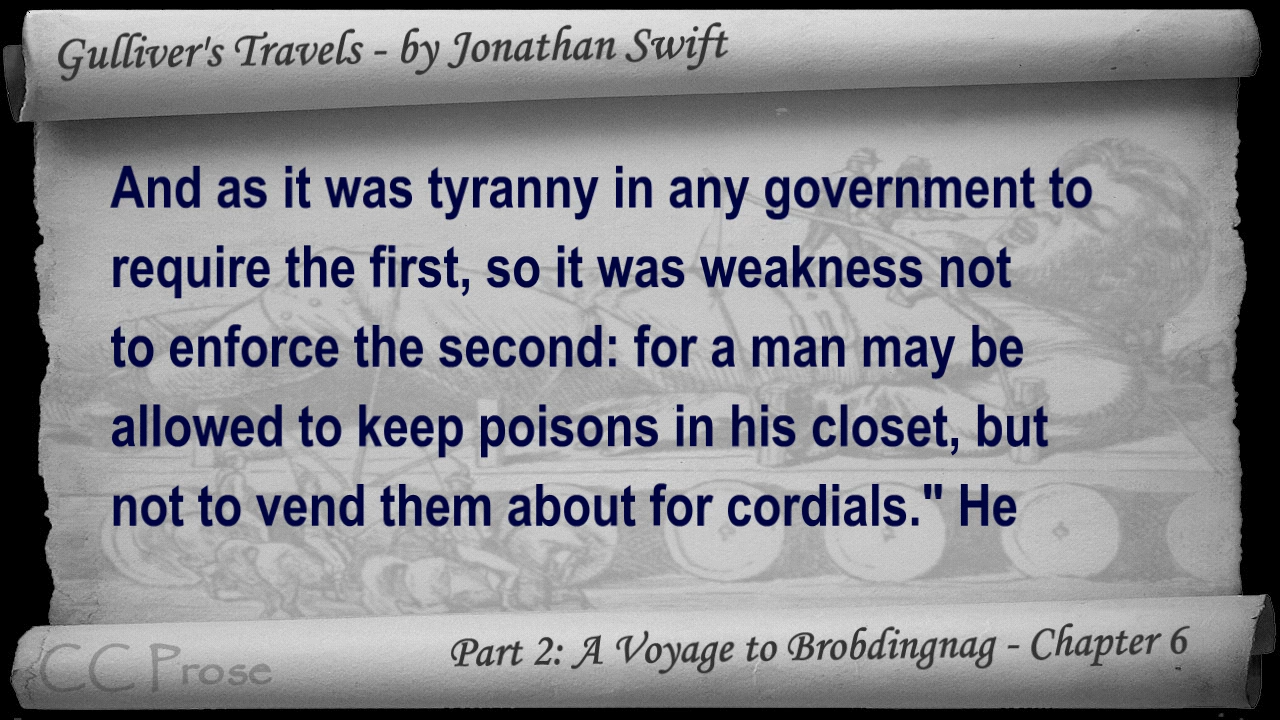 Gulliver's Travels - by Jonathan Swift
And as it was tyranny in any government to
require the first, so it was weakness not
to enforce the second: for a man may be
allowed to keep poisons in his closet, but
not to vend them about for cordials." He
Part 2: A Voyage to Brobdingnag - Chapter 6
CC Prose